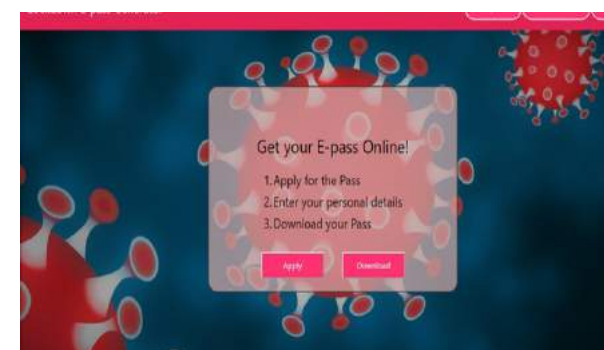 Get your E-pass Online!
1. Apply for the Pass
2. Enter your personal details
3. Download your Pass
Apply
Download